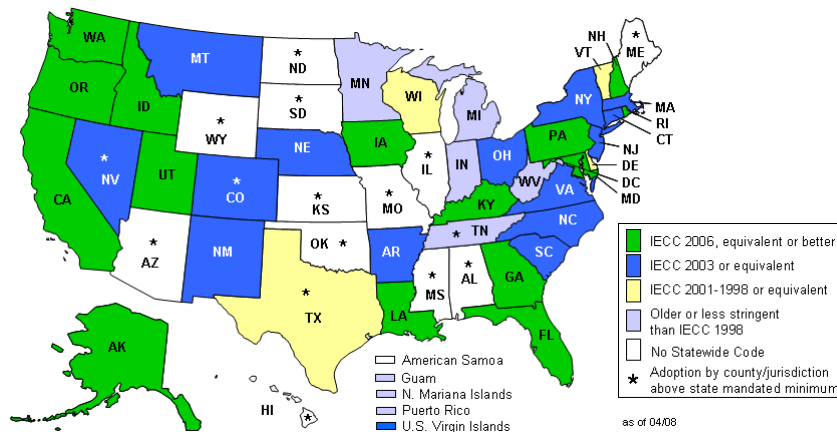 WA
MT
ND
MN
NH
VT
ME
OR
ID
SD
WI
NY
MA
MI
RI
CT
WY
IA
PA
NE
NJ
OH
IL
IN
DE
NV
UT
CO
WV
DC
VA
MD
CA
KS
MO
KY
NC
TN
OK
AZ
NM
AR
SC
MS
AL
GA
TX
LA
FL
AK
HI
American Samoa
Guam
N. Mariana Islands
Puerto Rico
U.S. Virgin Islands
IECC 2006, equivalent or better
IECC 2003 or equivalent
IECC 2001-1998 or equivalent
Older or less stringent
than IECC 1998
No Statewide Code
* Adoption by county/jurisdiction
above state mandated minimum
as of 04/08